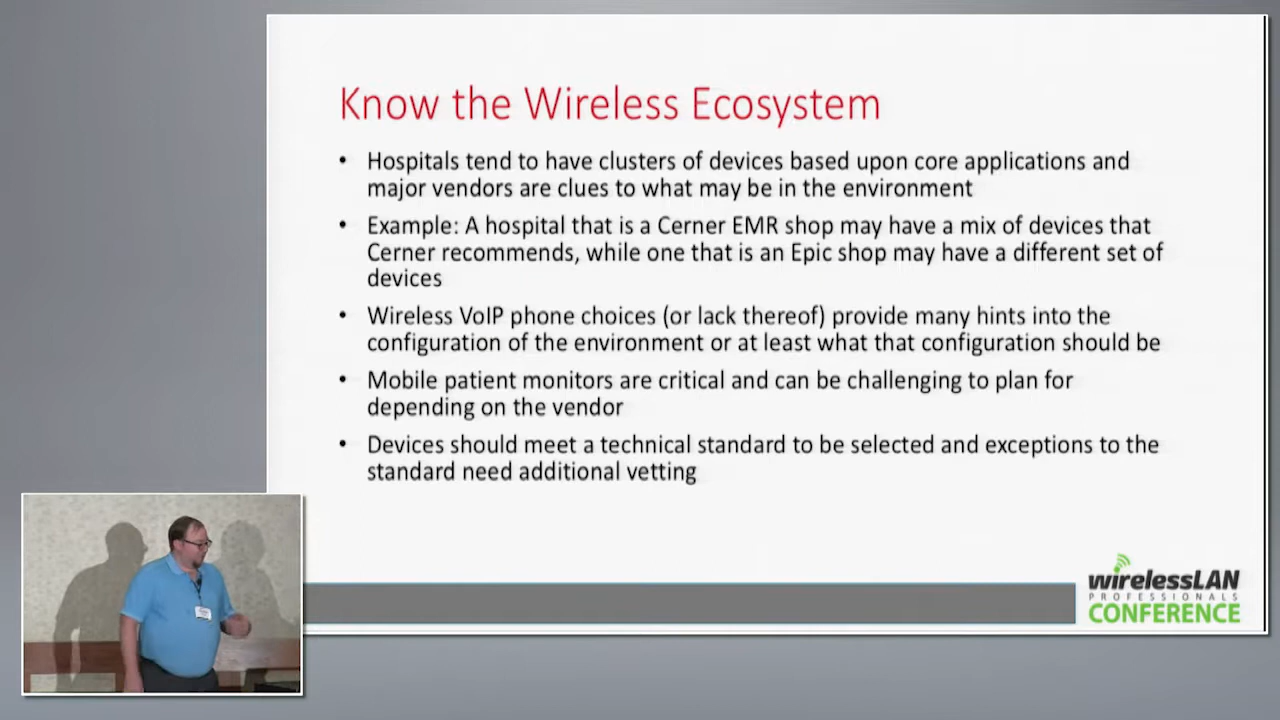 Know the Wireless Ecosystem
• Hospitals tend to have clusters of devices based upon core applications and
major vendors are clues to what may be in the environment
• Example: A hospital that is a Cerner EMR shop may have a mix of devices that
Cerner recommends, while one that is an Epic shop may have a different set of
devices
• Wireless VoIP phone choices (or lack thereof) provide many hints into the
configuration of the environment or at least what that configuration should be
• Mobile patient monitors are critical and can be challenging to plan for
depending on the vendor
• Devices should meet a technical standard to be selected and exceptions to the
standard need additional vetting
wirelessLAN
PROFESSIONALS
CONFERENCE